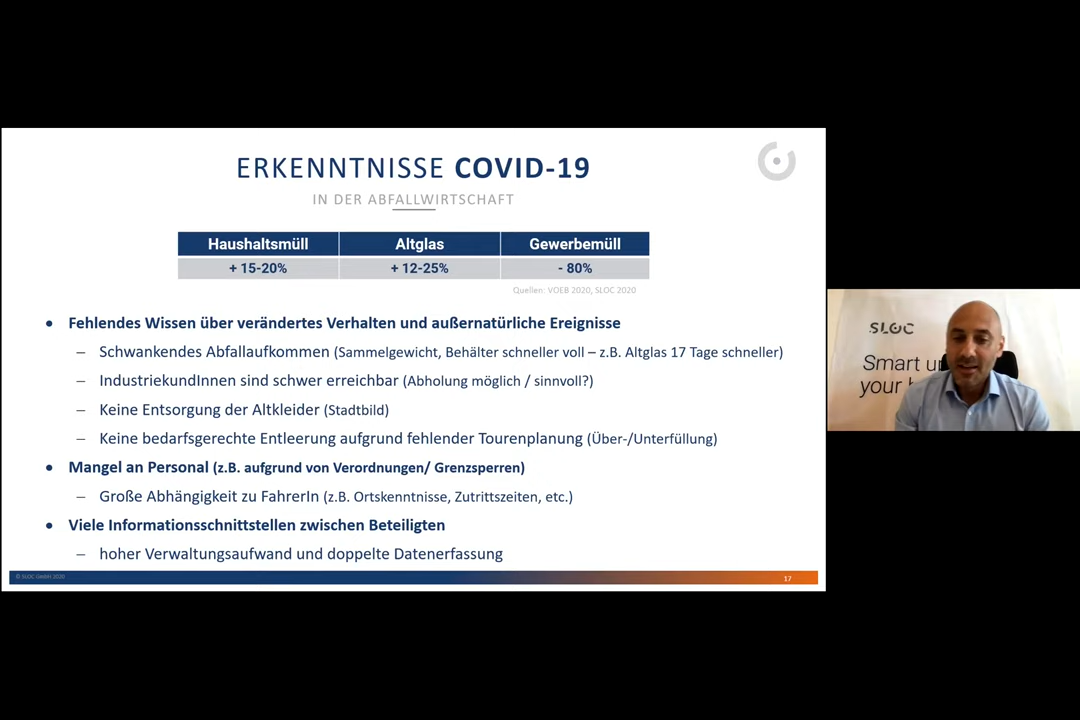 ERKENNTNISSE COVID-19
IN DER ABFALLWIRTSCHAFT
Haushaltsmüll Altglas Gewerbemüll
+ 15-20% + 12-25% - 80%
Quellen: VOEB 2020, SLOC 2020
• Fehlendes Wissen über verändertes Verhalten und außernatürliche Ereignisse
– Schwankendes Abfallaufkommen (Sammelgewicht, Behälter schneller voll – z.B. Altglas 17 Tage schneller)
– IndustriekundInnen sind schwer erreichbar (Abholung möglich / sinnvoll?)
– Keine Entsorgung der Altkleider (Stadtbild)
– Keine bedarfsgerechte Entleerung aufgrund fehlender Tourenplanung (Über-/Unterfüllung)
• Mangel an Personal (z.B. aufgrund von Verordnungen/ Grenzsperren)
– Große Abhängigkeit zu FahrerIn (z.B. Ortskenntnisse, Zutrittszeiten, etc.)
• Viele Informationsschnittstellen zwischen Beteiligten
– hoher Verwaltungsaufwand und doppelte Datenerfassung
© SLOC GmbH 2020
17
SLOC
Smart
your